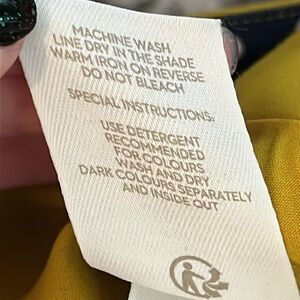 MACHINE WASH
LINE DRY IN THE SHADE
WARM IRON ON REVERSE
DO NOT BLEACH
SPECIAL INSTRUCTIONS:
USE DETERGENT
RECOMMENDED
FOR COLOURS
WASH AND DRY
DARK COLOURS SEPARATELY
AND INSIDE OUT